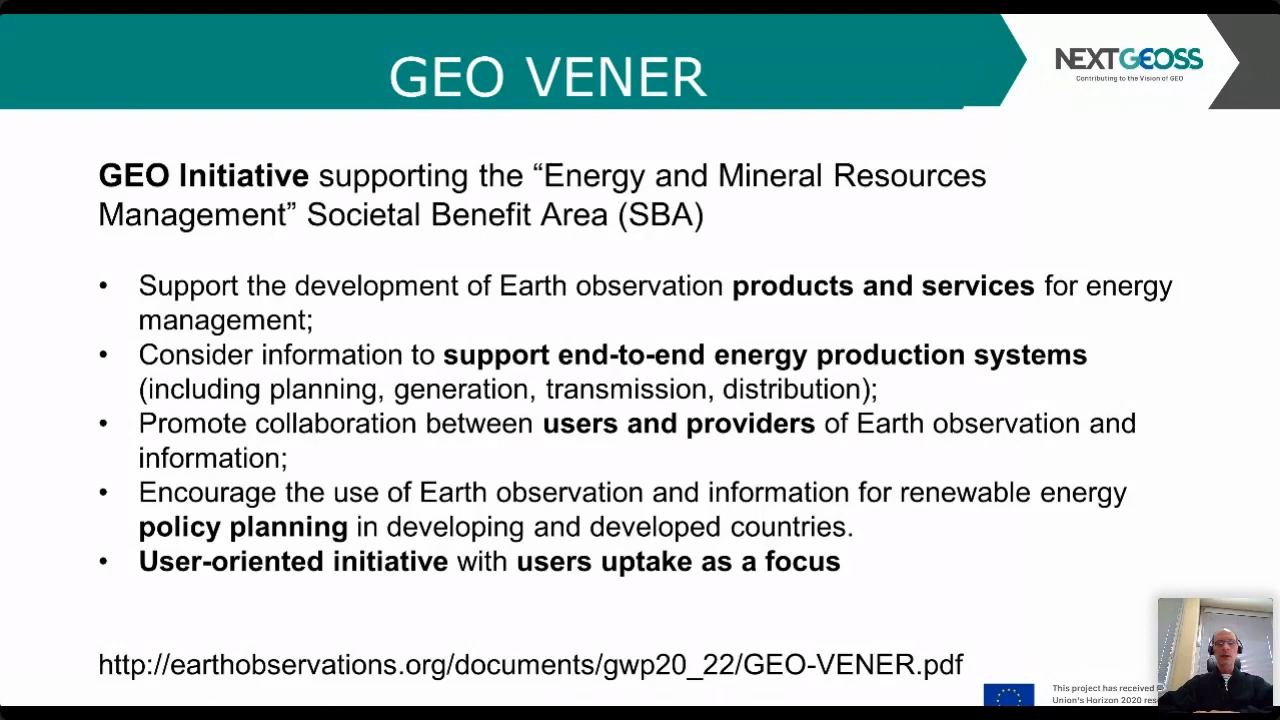 GEO VENER
NEXTGEOSS
Contributing to the Vision of GEO
GEO Initiative supporting the “Energy and Mineral Resources
Management” Societal Benefit Area (SBA)
• Support the development of Earth observation products and services for energy
management;
• Consider information to support end-to-end energy production systems
(including planning, generation, transmission, distribution);
• Promote collaboration between users and providers of Earth observation and
information;
• Encourage the use of Earth observation and information for renewable energy
policy planning in developing and developed countries.
• User-oriented initiative with users uptake as a focus
http://earthobservations.org/documents/gwp20_22/GEO-VENER.pdf
This project has received
Union's Horizon 2020